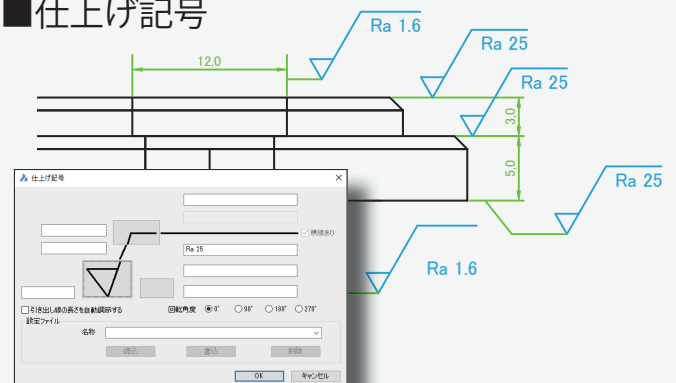 ■仕上げ記号
Ra 1.6
Ra 25
12,0
Ra 25
3,0
5,0
Ra 25
Ra 1.6
仕上げ記号
横線あり
Ra 25
引き出し線の長さを自動調節する
回転角度 0° 90° 180° 270°
設定ファイル
名称
読込 書込 削除
OK キャンセル